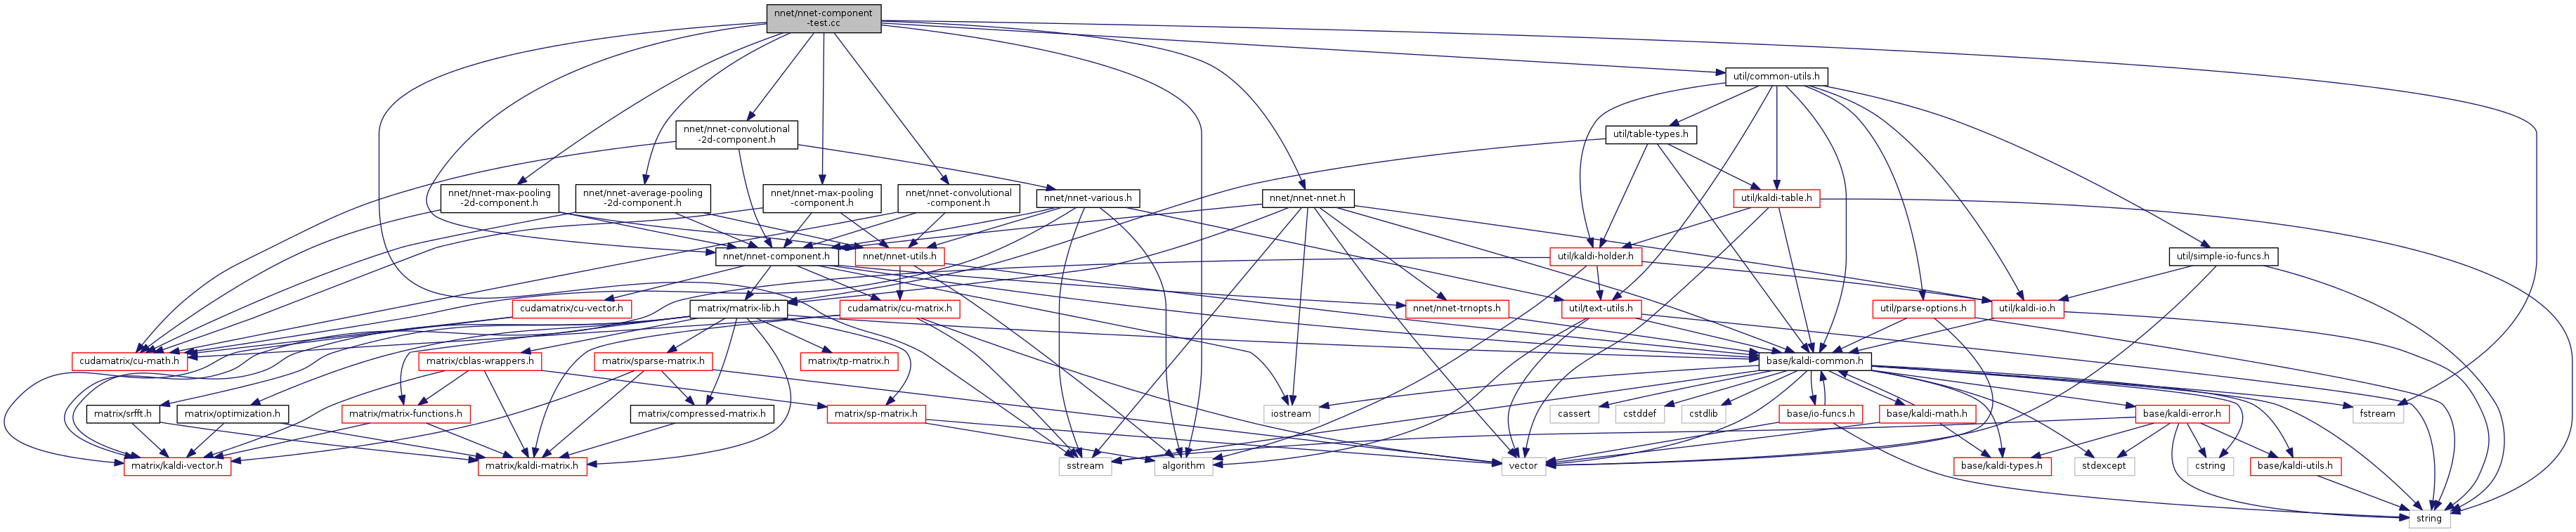 nnet/nnet-component
-test.cc
util/common-utils.h
nnet/nnet-convolutional
-2d-component.h
util/table-types.h
nnet/nnet-max-pooling
-2d-component.h
nnet/nnet-average-pooling
-2d-component.h
nnet/nnet-max-pooling
-component.h
nnet/nnet-convolutional
-component.h
nnet/nnet-various.h
nnet/nnet-nnet.h
util/kaldi-table.h
nnet/nnet-component.h
nnet/nnet-utils.h
util/kaldi-holder.h
util/simple-io-funcs.h
cudamatrix/cu-vector.h
matrix/matrix-lib.h
cudamatrix/cu-matrix.h
nnet/nnet-trnopts.h
util/text-utils.h
util/parse-options.h
util/kaldi-io.h
cudamatrix/cu-math.h
matrix/cblas-wrappers.h
matrix/sparse-matrix.h
matrix/tp-matrix.h
base/kaldi-common.h
matrix/srfft.h
matrix/optimization.h
matrix/matrix-functions.h
matrix/compressed-matrix.h
matrix/sp-matrix.h
iostream
cassert
cstddef
cstdlib
base/io-funcs.h
base/kaldi-math.h
base/kaldi-error.h
fstream
matrix/kaldi-vector.h
matrix/kaldi-matrix.h
sstream
algorithm
vector
base/kaldi-types.h
stdexcept
cstring
base/kaldi-utils.h
string